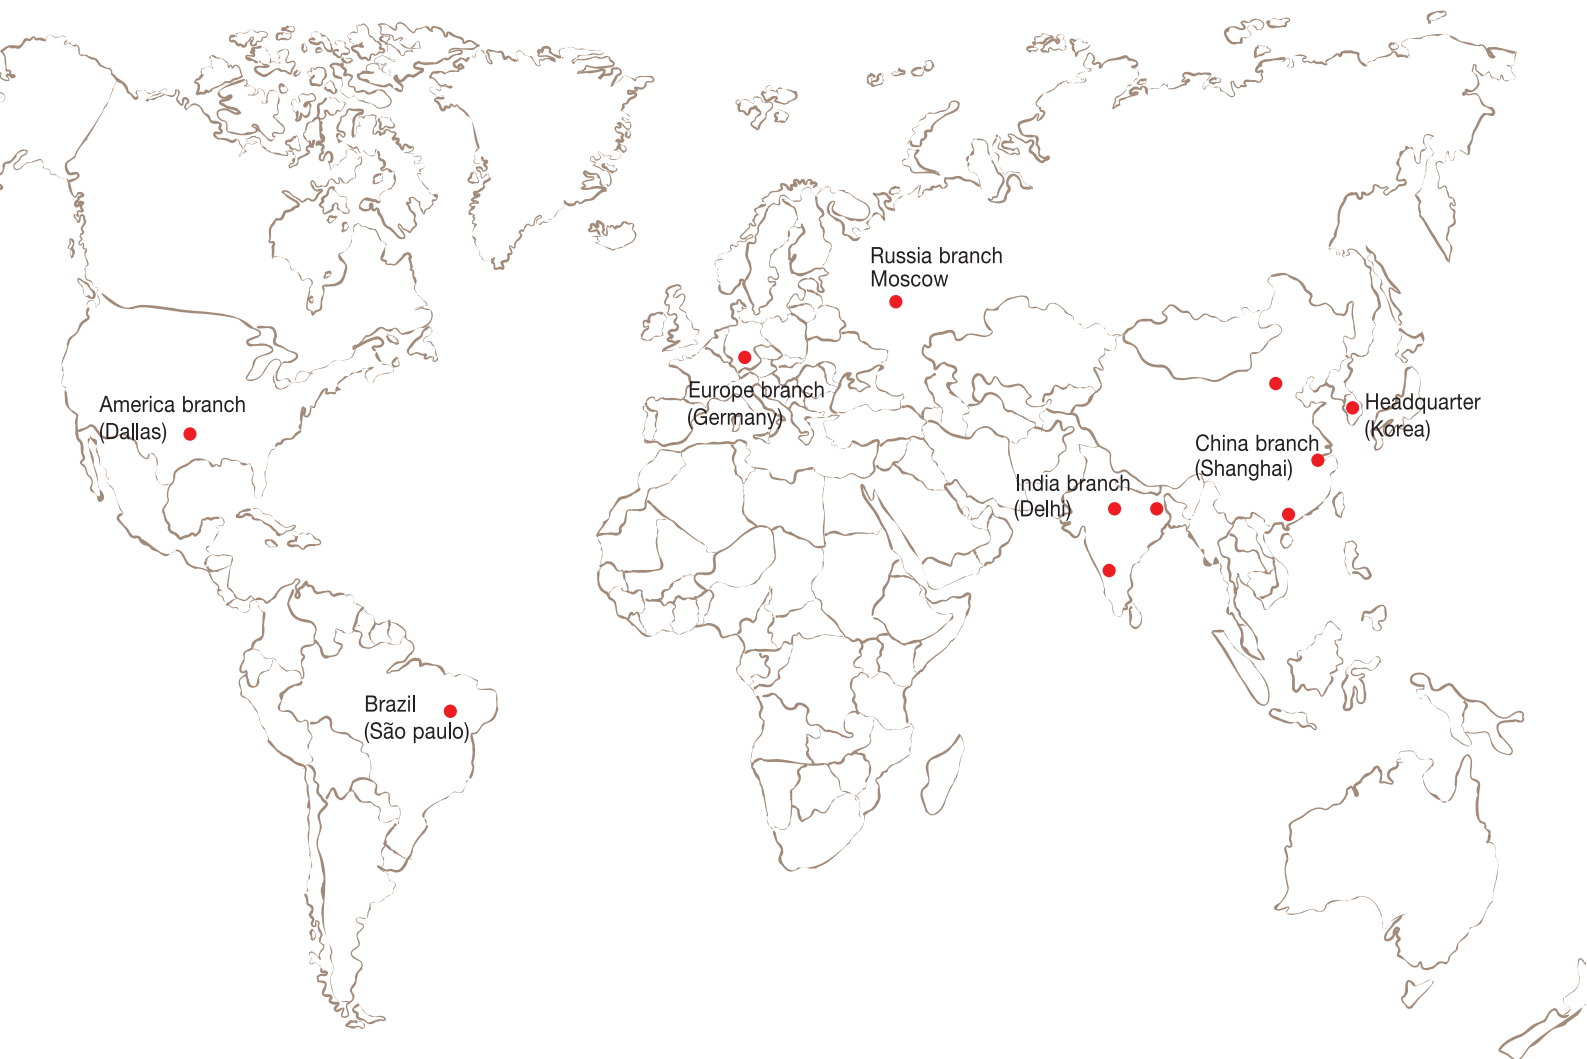 Russia branch
Moscow
America branch
(Dallas)
Europe branch
(Germany)
Headquarter
(Korea)
China branch
(Shanghai)
India branch
(Delhi)
Brazil
(São paulo)